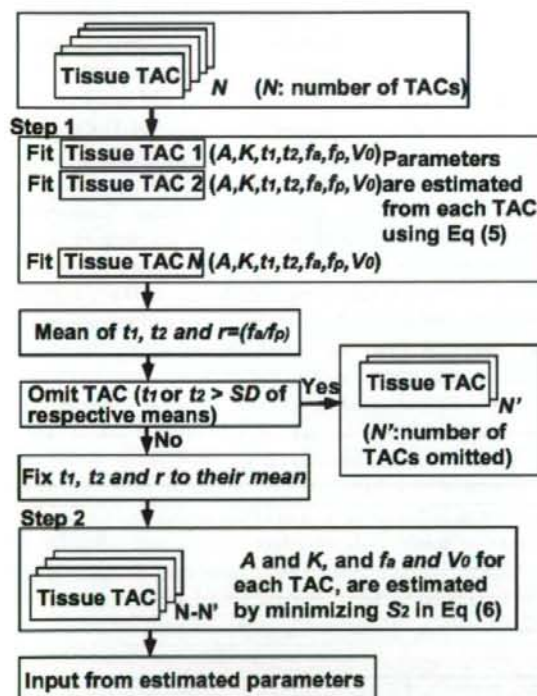 Tissue TAC N (N: number of TACs)
Step 1
Fit Tissue TAC 1 (A,K,t1,t2,fa,fp,V0) Parameters
Fit Tissue TAC 2 (A,K,t1,t2,fa,fp,V0) are estimated
from each TAC
using Eq (5)
Fit Tissue TAC N (A,K,t1,t2,fa,fp,V0)
Mean of t1, t2 and r=(fa/fp)
Omit TAC (t1 or t2 > SD of
respective means)
Yes
Tissue TAC N'
(N':number of
TACs omitted)
No
Fix t1, t2 and r to their mean
Step 2
Tissue TAC N-N'
A and K, and fa and V0 for
each TAC, are estimated
by minimizing S2 in Eq (6)
Input from estimated parameters